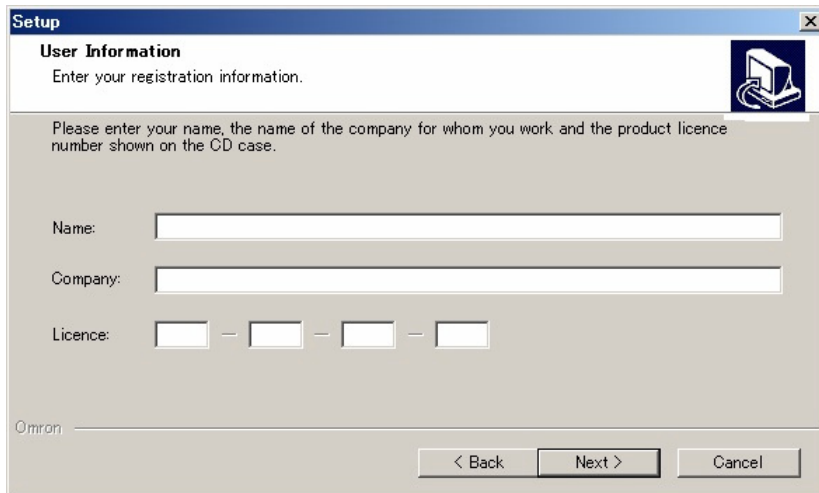 Setup
User Information
Enter your registration information.
Please enter your name, the name of the company for whom you work and the product licence
number shown on the CD case.
Name:
Company:
Licence:
Omron
< Back
Next >
Cancel